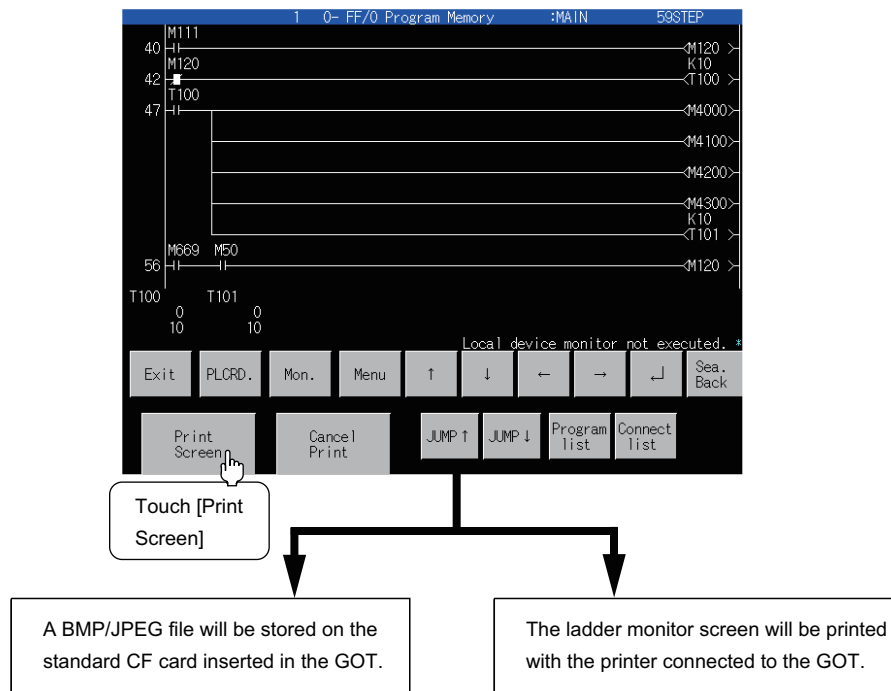 1 0- FF/0 Program Memory :MAIN 59STEP
M111
40 M120
M120 K10
42 T100
T100
47 M4000
M4100
M4200
M4300
K10
T101
M669 M50
56 M120
T100 T101
0 0
10 10
Local device monitor not executed. *
Exit PLCRD. Mon. Menu ↑ ↓ ← → ↵ Sea. Back
Print Screen Cancel Print JUMP ↑ JUMP ↓ Program list Connect list
Touch [Print
Screen]
A BMP/JPEG file will be stored on the
standard CF card inserted in the GOT.
The ladder monitor screen will be printed
with the printer connected to the GOT.